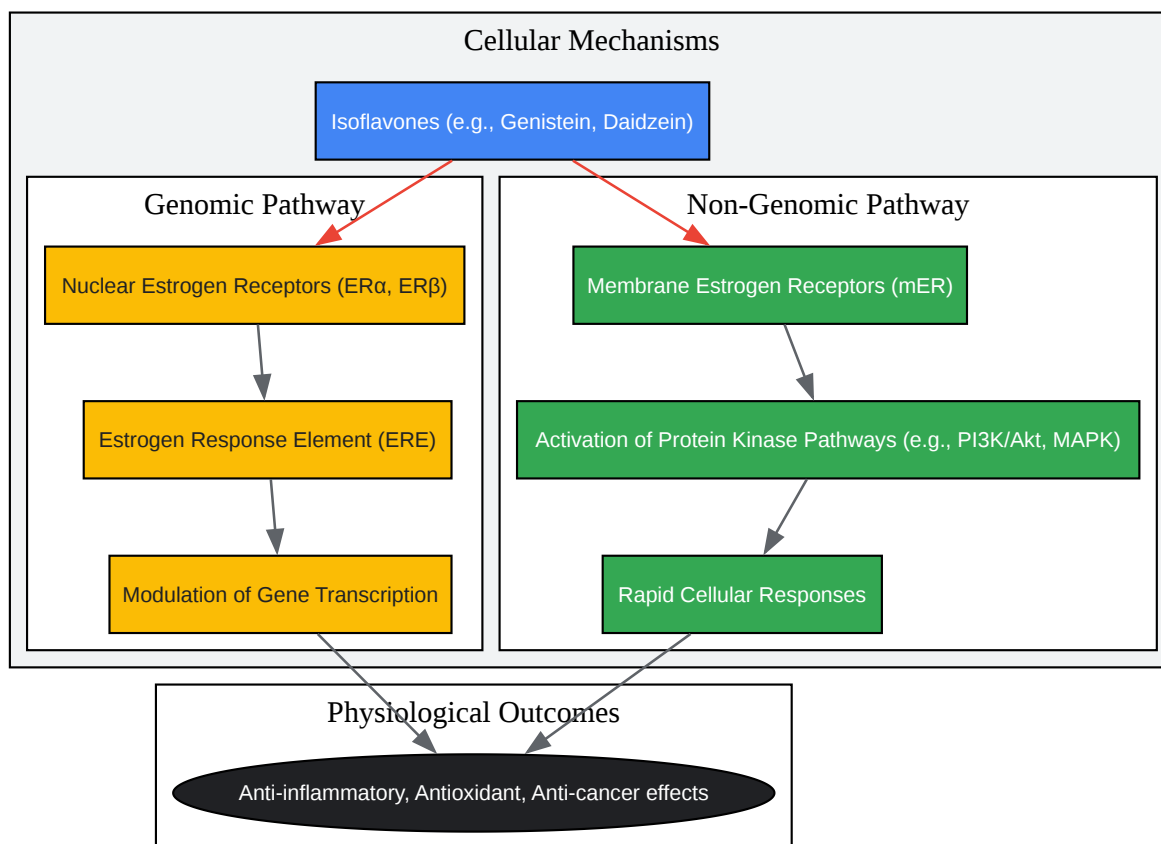 Cellular Mechanisms
Isoflavones (e.g., Genistein, Daidzein)
Genomic Pathway
Nuclear Estrogen Receptors (ERα, ERβ)
Estrogen Response Element (ERE)
Modulation of Gene Transcription
Non-Genomic Pathway
Membrane Estrogen Receptors (mER)
Activation of Protein Kinase Pathways (e.g., PI3K/Akt, MAPK)
Rapid Cellular Responses
Physiological Outcomes
Anti-inflammatory, Antioxidant, Anti-cancer effects